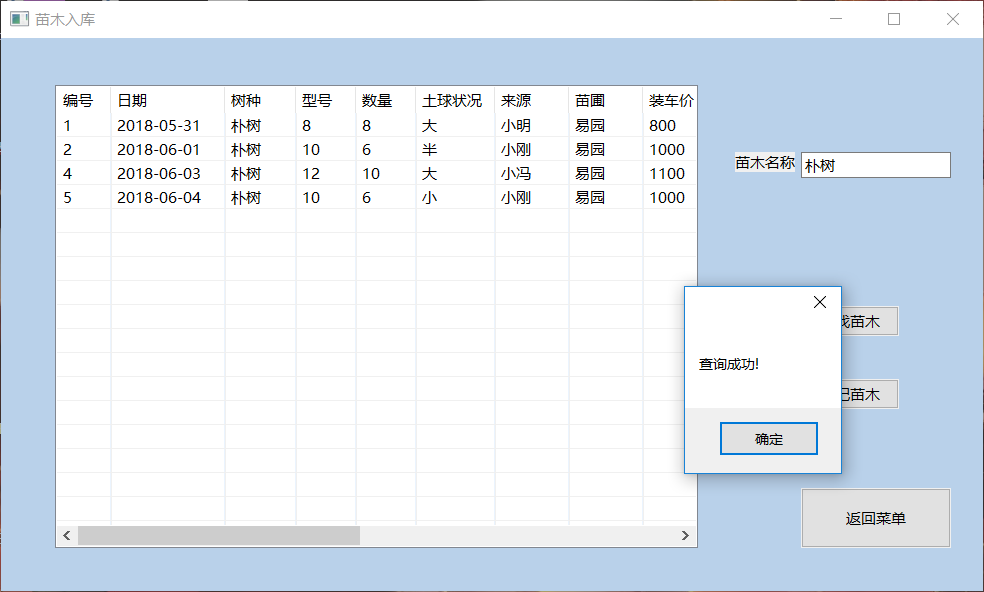 苗木入库
编号 日期 树种 型号 数量 土球状况 来源 苗圃 装车价
1 2018-05-31 朴树 8 8 大 小明 易园 800
2 2018-06-01 朴树 10 6 半 小刚 易园 1000
4 2018-06-03 朴树 12 10 大 小冯 易园 1100
5 2018-06-04 朴树 10 6 小 小刚 易园 1000
苗木名称 朴树
苗木
查询成功!
苗木
确定
返回菜单